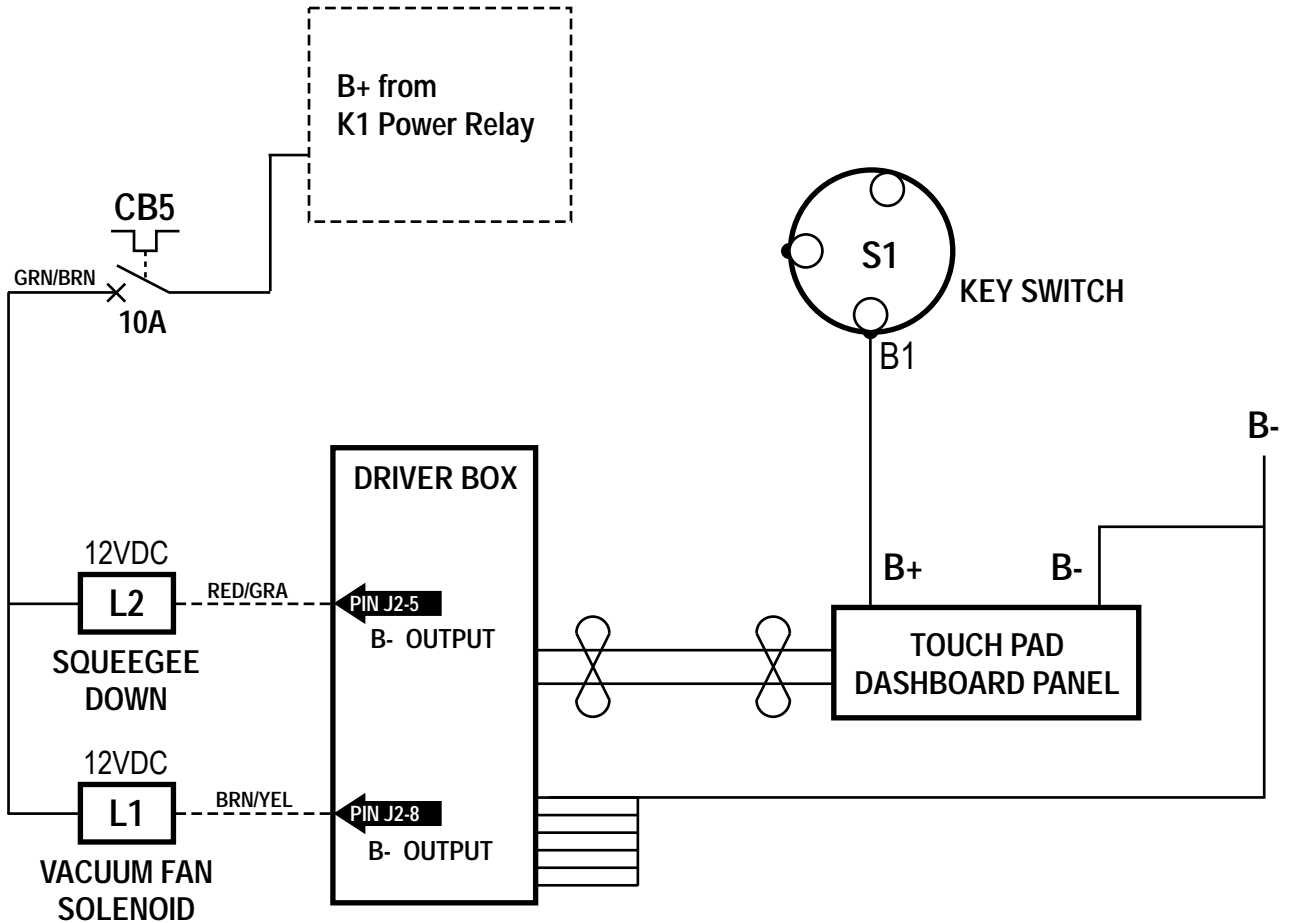 B+ from
K1 Power Relay
CB5
GRN/BRN
10A
S1
KEY SWITCH
B1
B-
DRIVER BOX
12VDC
L2
RED/GRA
PIN J2-5
B- OUTPUT
SQUEEGEE
DOWN
B+
B-
TOUCH PAD
DASHBOARD PANEL
12VDC
L1
BRN/YEL
PIN J2-8
B- OUTPUT
VACUUM FAN
SOLENOID